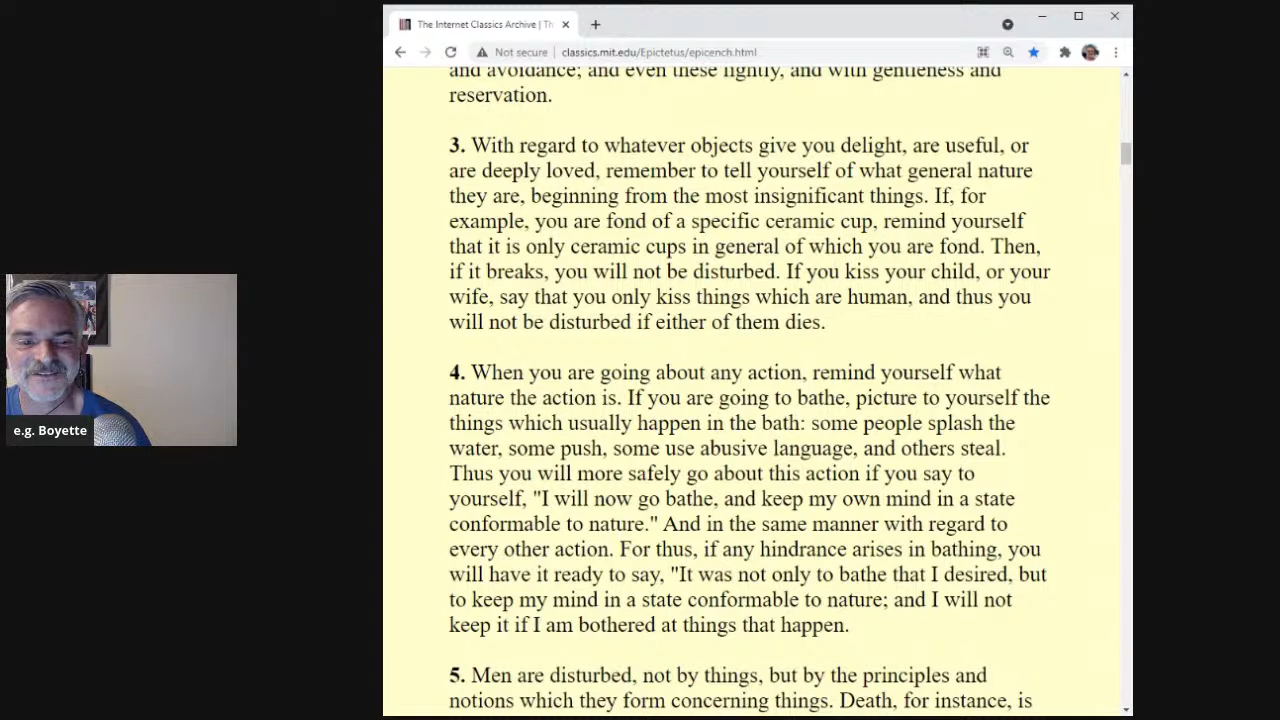 The Internet Classics Archive | Th
Not secure
classics.mit.edu/Epictetus/epicench.html
and avoidance; and even these lightly, and with gentleness and
reservation.
3. With regard to whatever objects give you delight, are useful, or
are deeply loved, remember to tell yourself of what general nature
they are, beginning from the most insignificant things. If, for
example, you are fond of a specific ceramic cup, remind yourself
that it is only ceramic cups in general of which you are fond. Then,
if it breaks, you will not be disturbed. If you kiss your child, or your
wife, say that you only kiss things which are human, and thus you
will not be disturbed if either of them dies.
4. When you are going about any action, remind yourself what
nature the action is. If you are going to bathe, picture to yourself the
things which usually happen in the bath: some people splash the
water, some push, some use abusive language, and others steal.
Thus you will more safely go about this action if you say to
yourself, "I will now go bathe, and keep my own mind in a state
conformable to nature." And in the same manner with regard to
every other action. For thus, if any hindrance arises in bathing, you
will have it ready to say, "It was not only to bathe that I desired, but
to keep my mind in a state conformable to nature; and I will not
keep it if I am bothered at things that happen.
5. Men are disturbed, not by things, but by the principles and
notions which they form concerning things. Death, for instance, is
e.g. Boyette